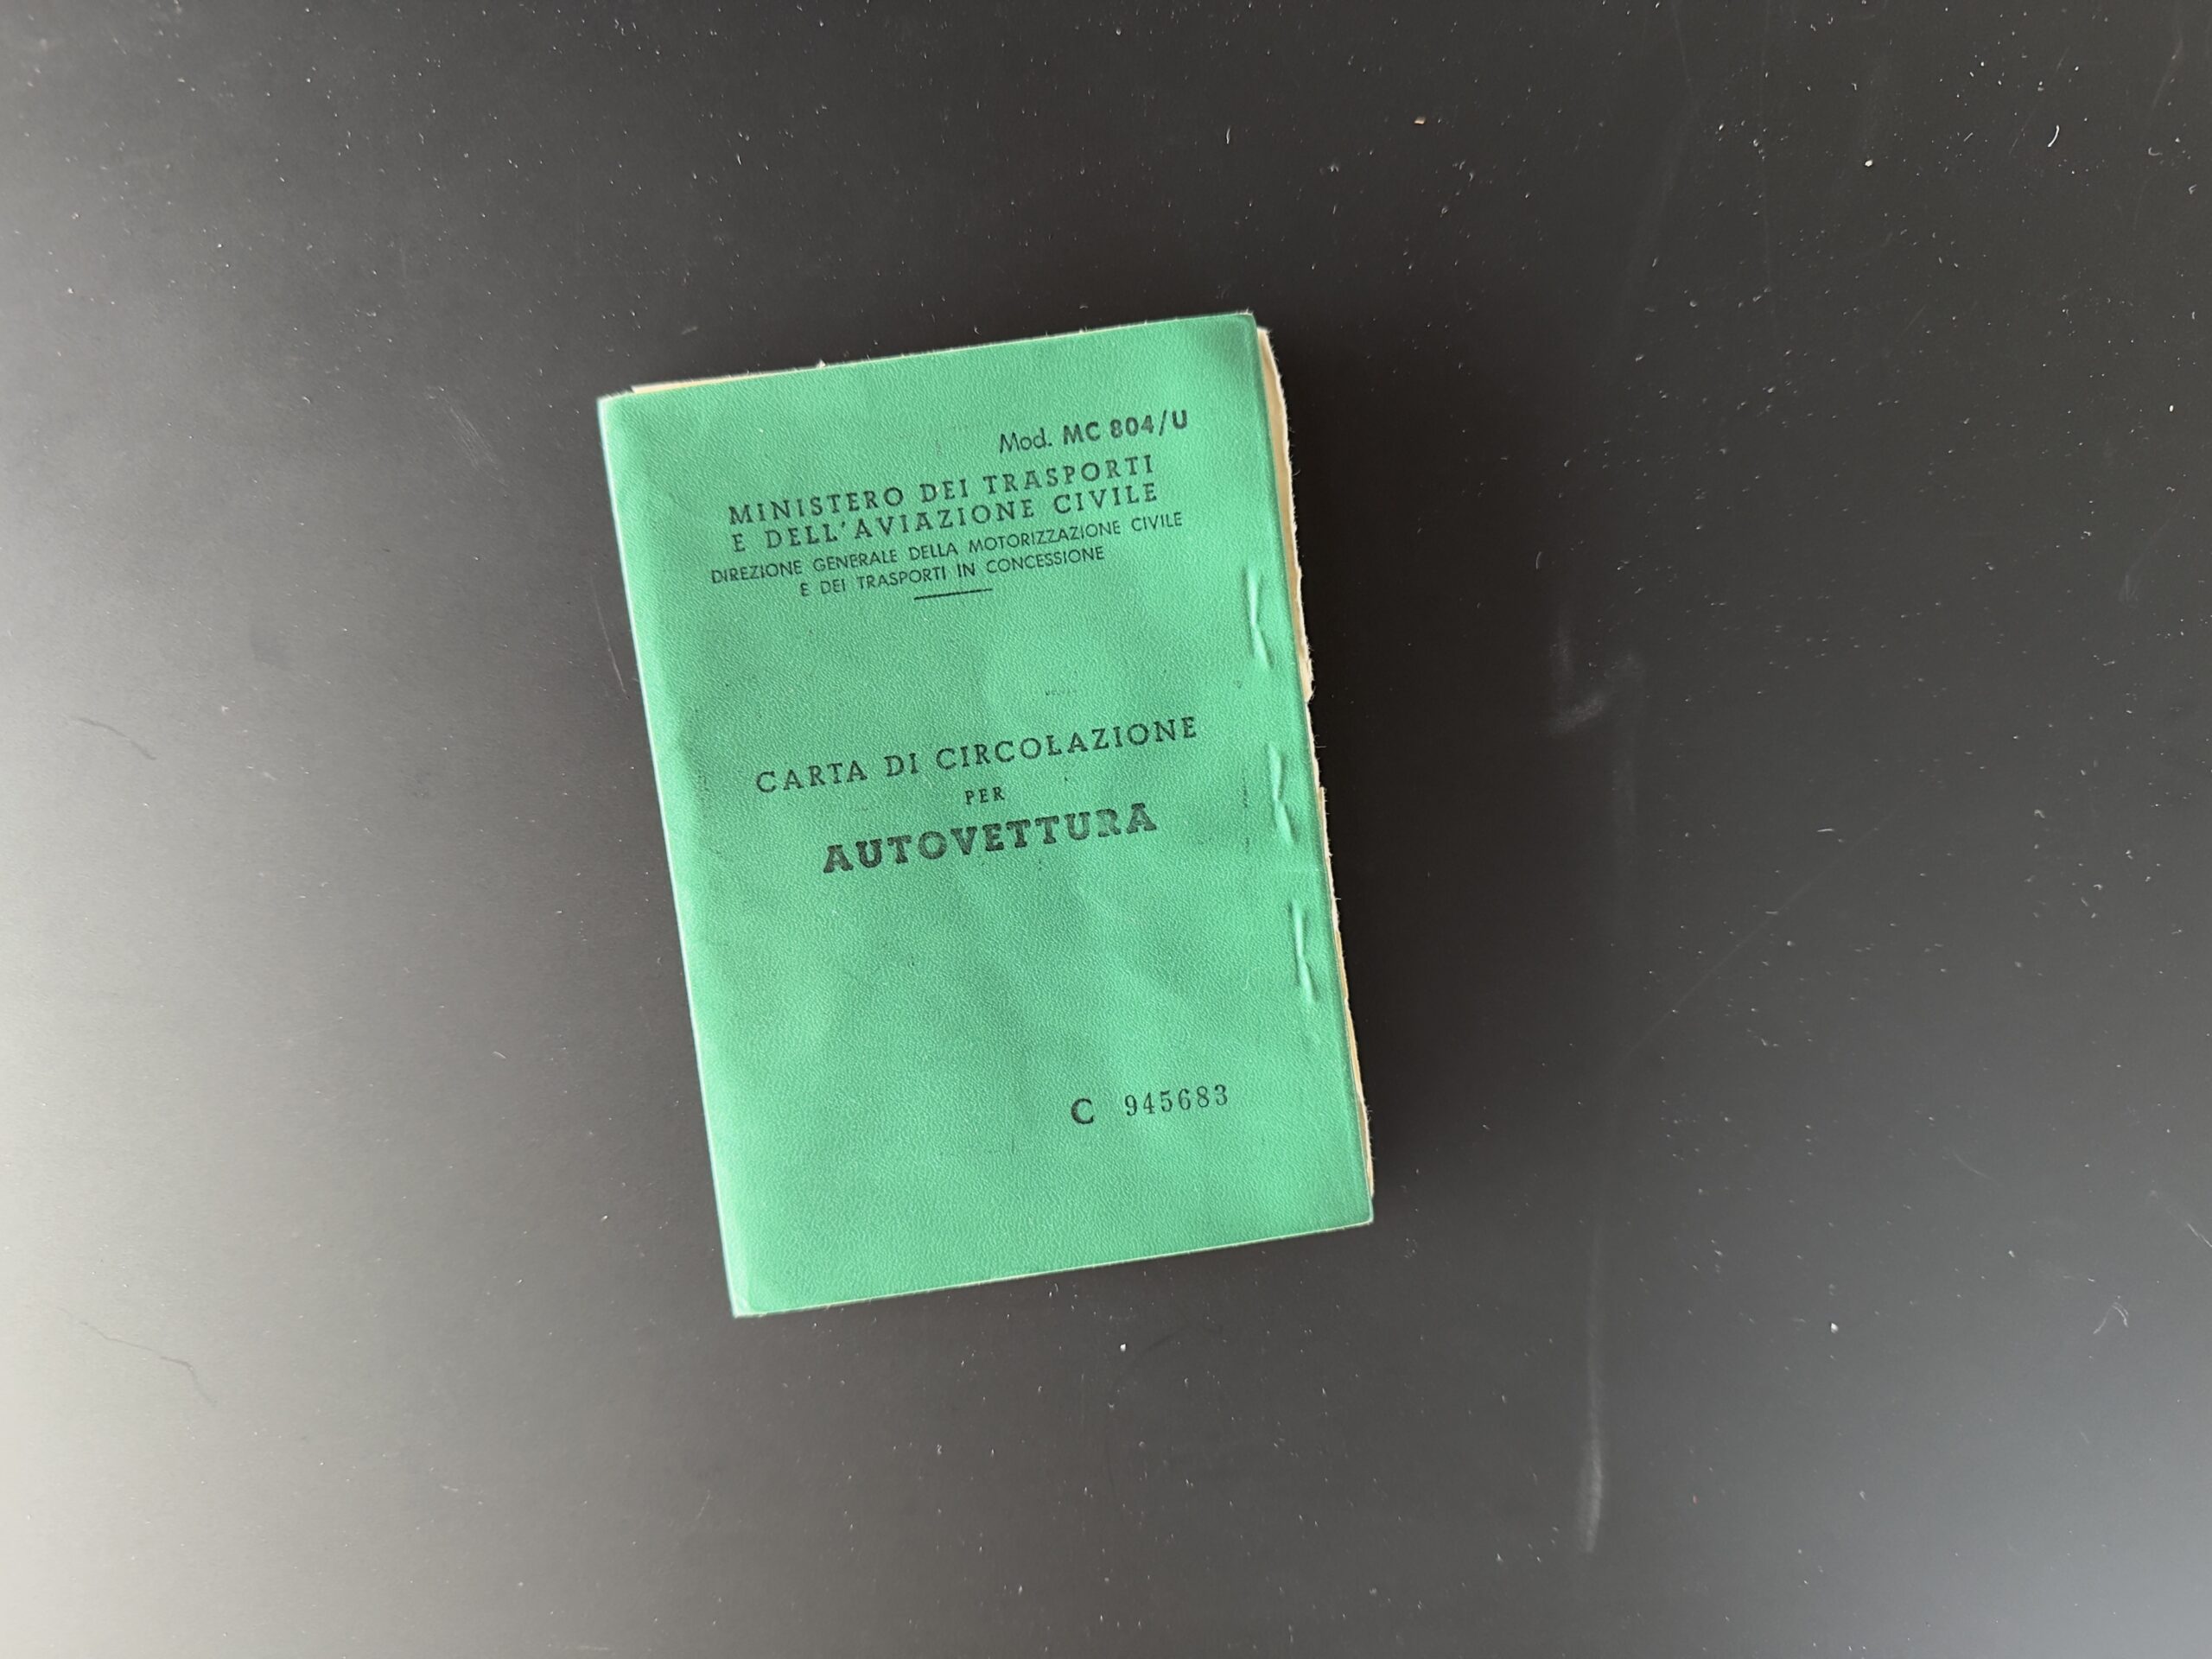 Mod. MC 804/U
MINISTERO DEI TRASPORTI
E DELL'AVIAZIONE CIVILE
DIREZIONE GENERALE DELLA MOTORIZZAZIONE CIVILE
E DEI TRASPORTI IN CONCESSIONE
CARTA DI CIRCOLAZIONE
PER
AUTOVETTURA
C 945683